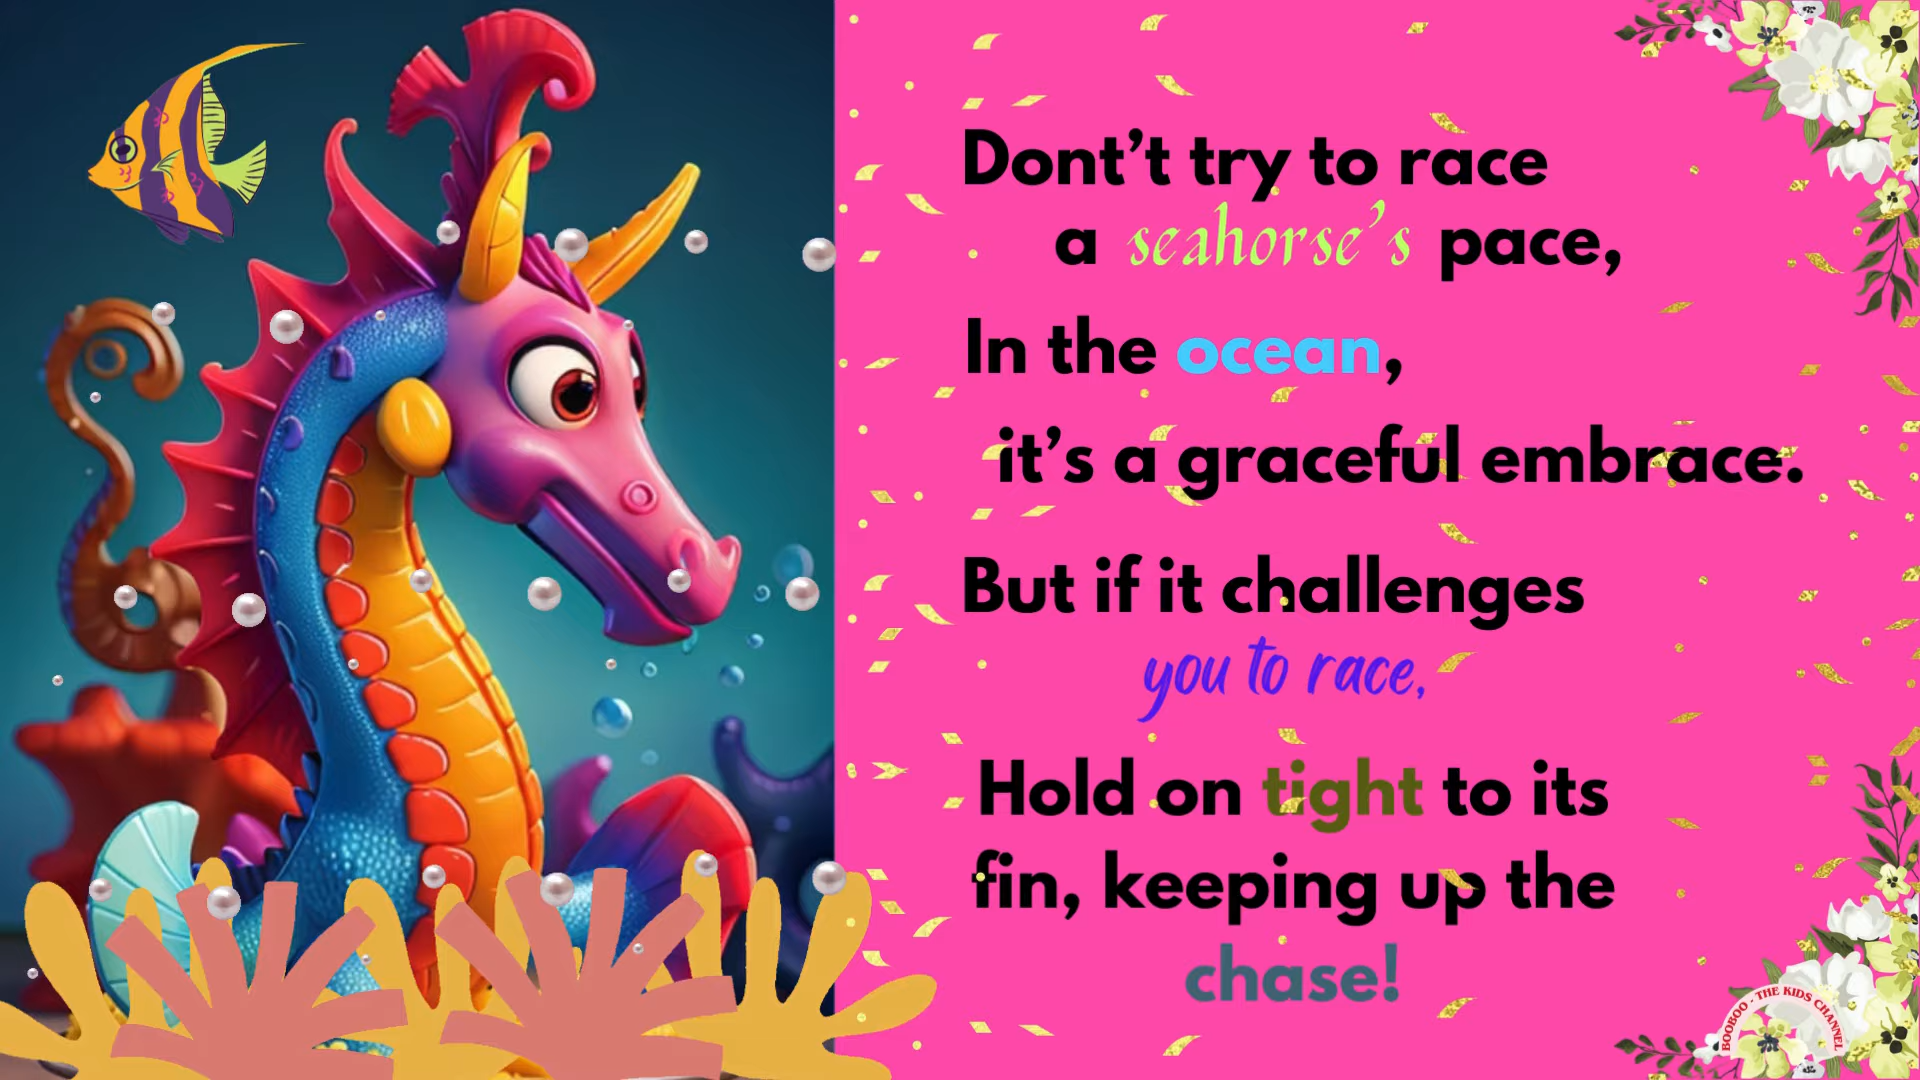 Dont't try to race
a seahorse's pace,
In the ocean,
it's a graceful embrace.
But if it challenges
you to race,
Hold on tight to its
fin, keeping up the
chase!
BOOBOO - THE KIDS CHANNEL